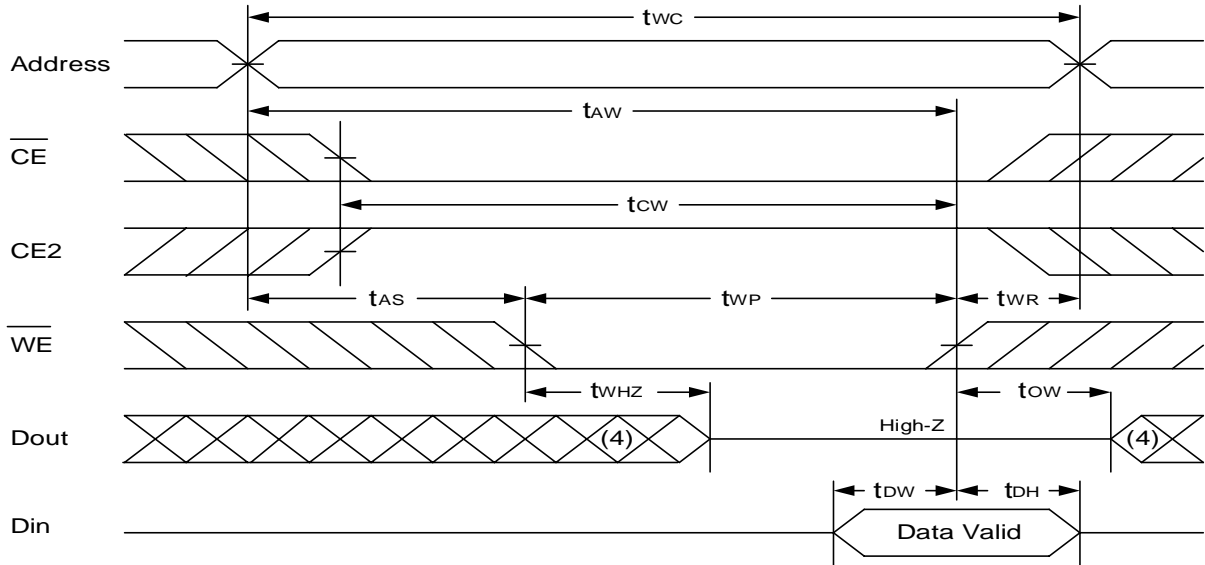 tWC
Address
tAW
CE
tCW
CE2
tAS tWP tWR
WE
tWHZ tOW
Dout (4) High-Z (4)
tDW tDH
Din Data Valid